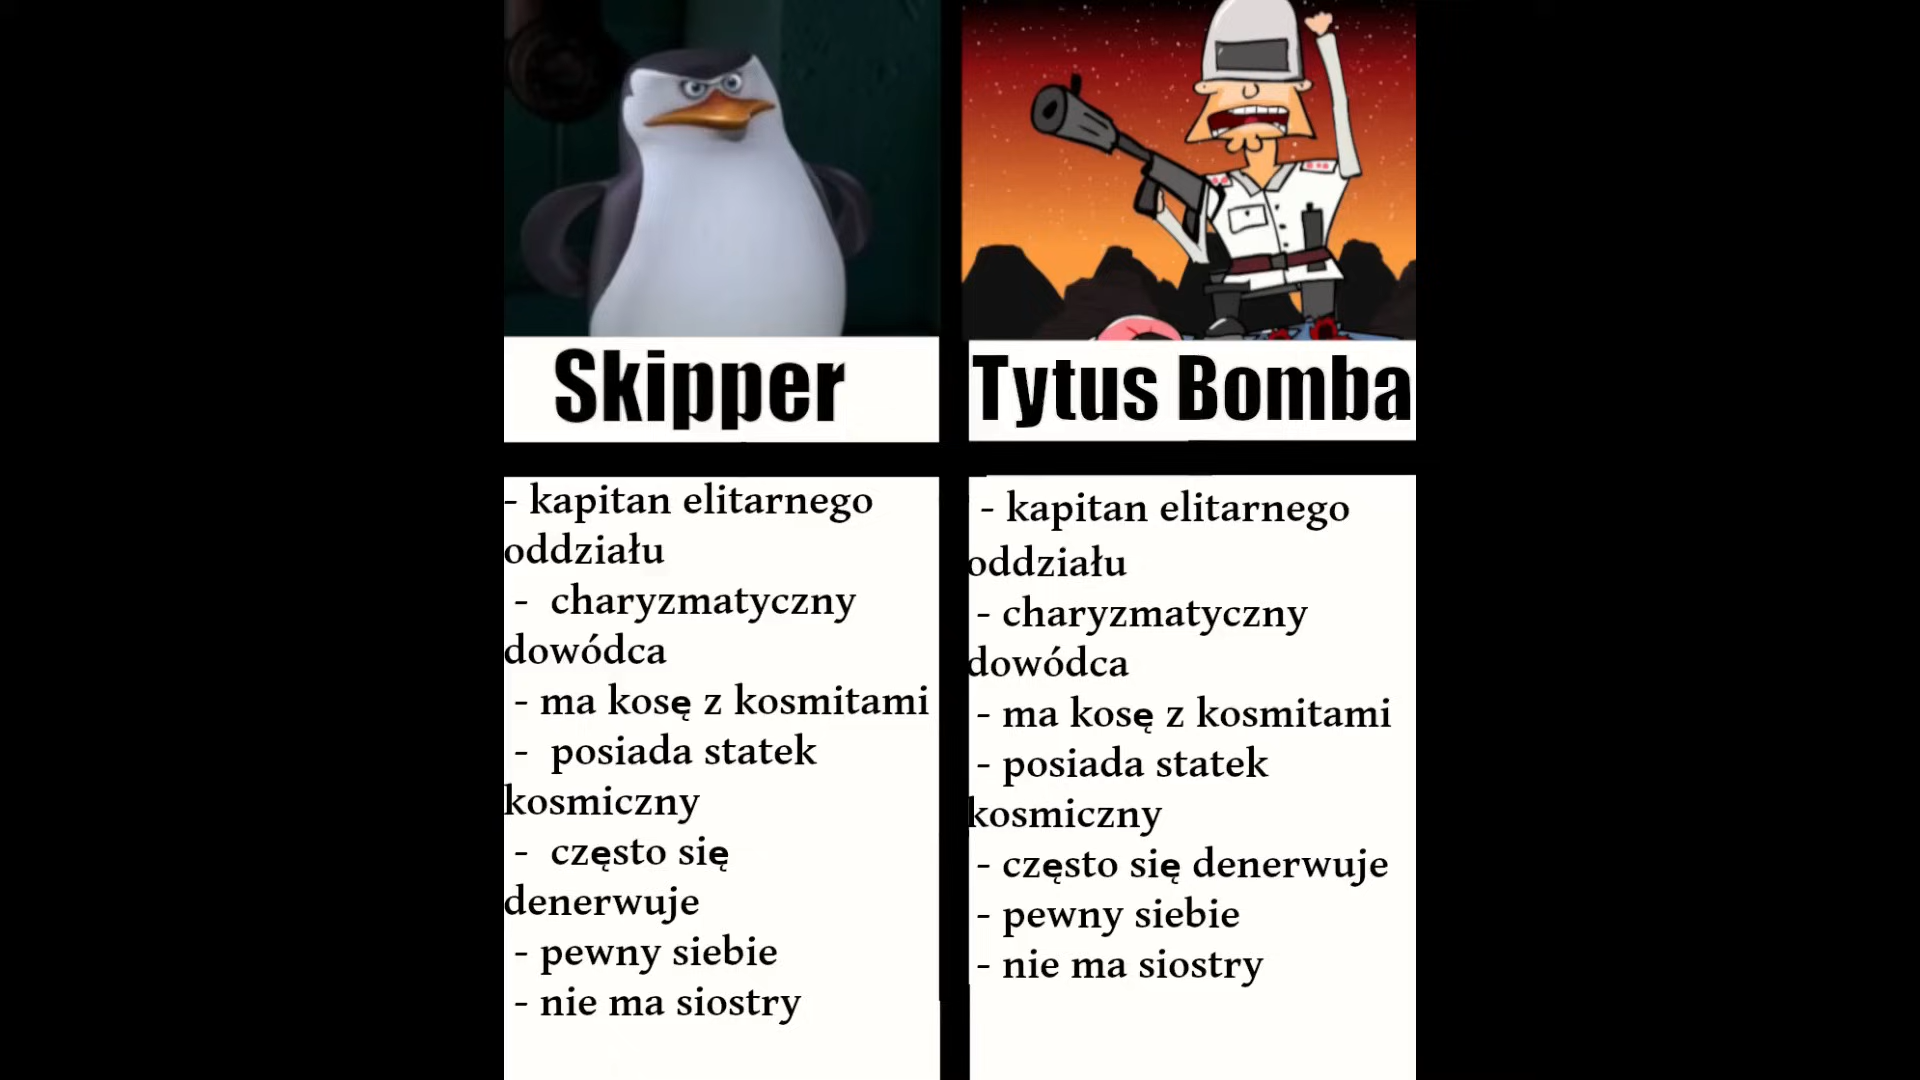 Skipper
- kapitan elitarnego
oddziału
- charyzmatyczny
dowódca
- ma kosę z kosmitami
- posiada statek
kosmiczny
- często się
denerwuje
- pewny siebie
- nie ma siostry
Tytus Bomba
- kapitan elitarnego
oddziału
- charyzmatyczny
dowódca
- ma kosę z kosmitami
- posiada statek
kosmiczny
- często się denerwuje
- pewny siebie
- nie ma siostry